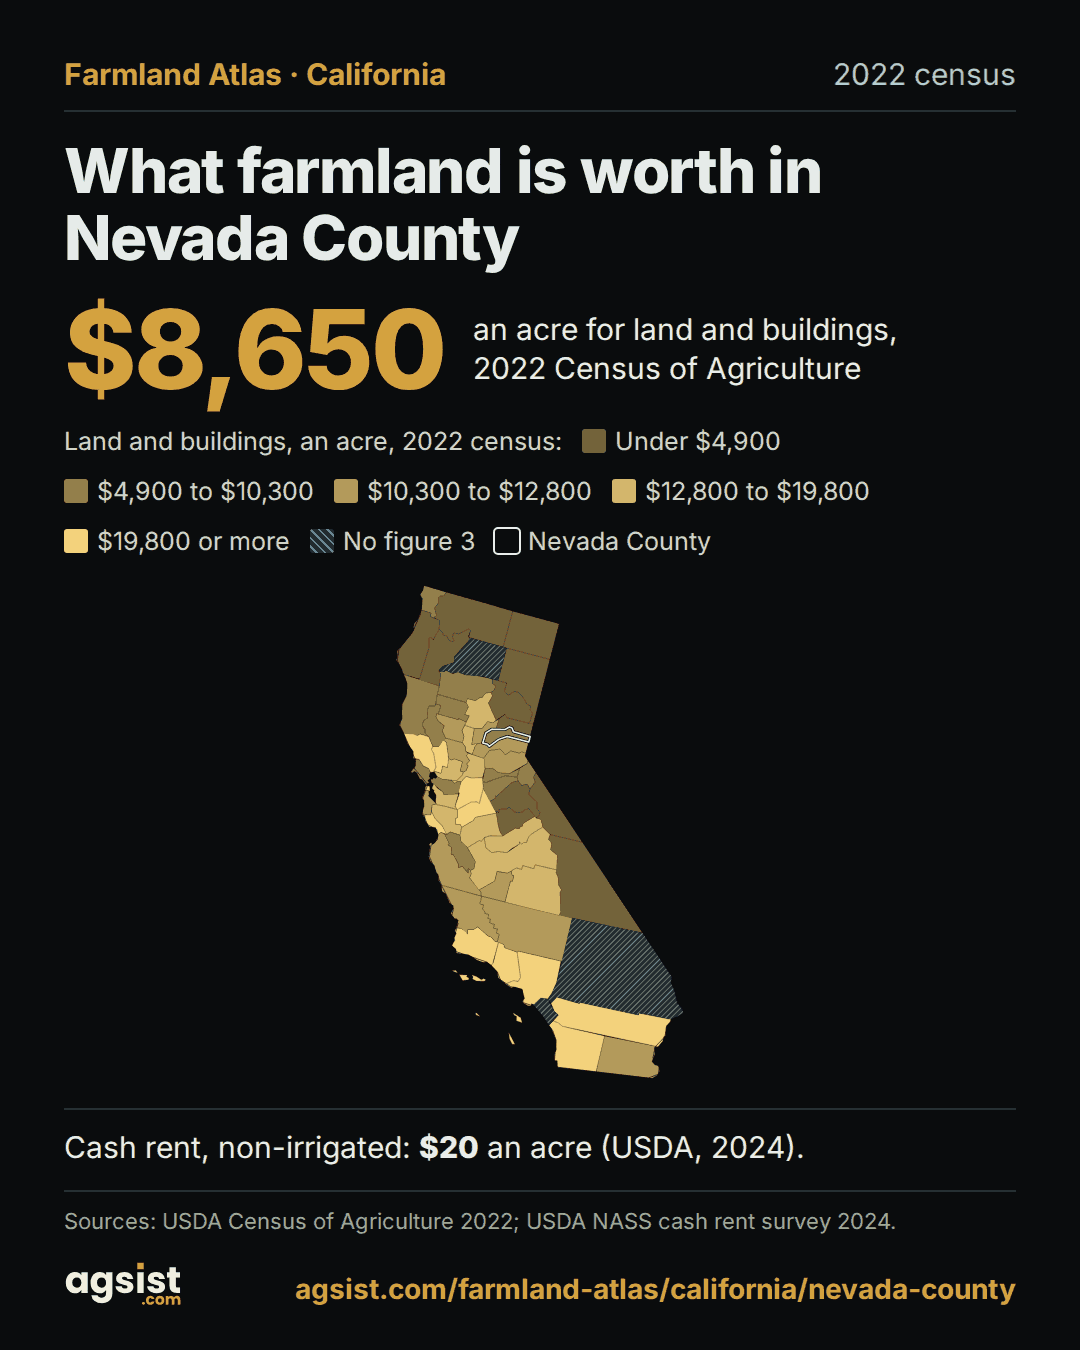 Farmland Atlas · California
2022 census
What farmland is worth in
Nevada County
$8,650
an acre for land and buildings,
2022 Census of Agriculture
Land and buildings, an acre, 2022 census: Under $4,900
$4,900 to $10,300 $10,300 to $12,800 $12,800 to $19,800
$19,800 or more No figure 3 Nevada County
Cash rent, non-irrigated: $20 an acre (USDA, 2024).
Sources: USDA Census of Agriculture 2022; USDA NASS cash rent survey 2024.
agsist
.com
agsist.com/farmland-atlas/california/nevada-county